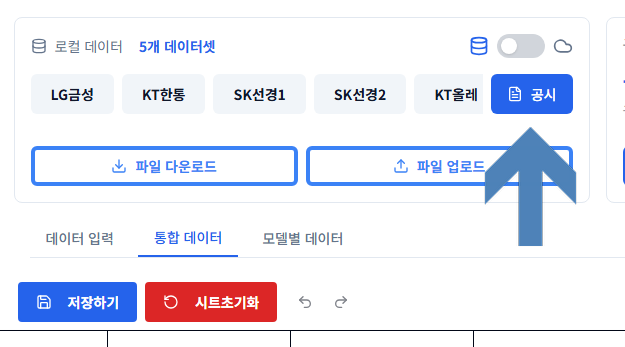 로컬 데이터 5개 데이터셋
LG금성 KT한통 SK선경1 SK선경2 KT올레 공시
파일 다운로드 파일 업로드
데이터 입력 통합 데이터 모델별 데이터
저장하기 시트초기화